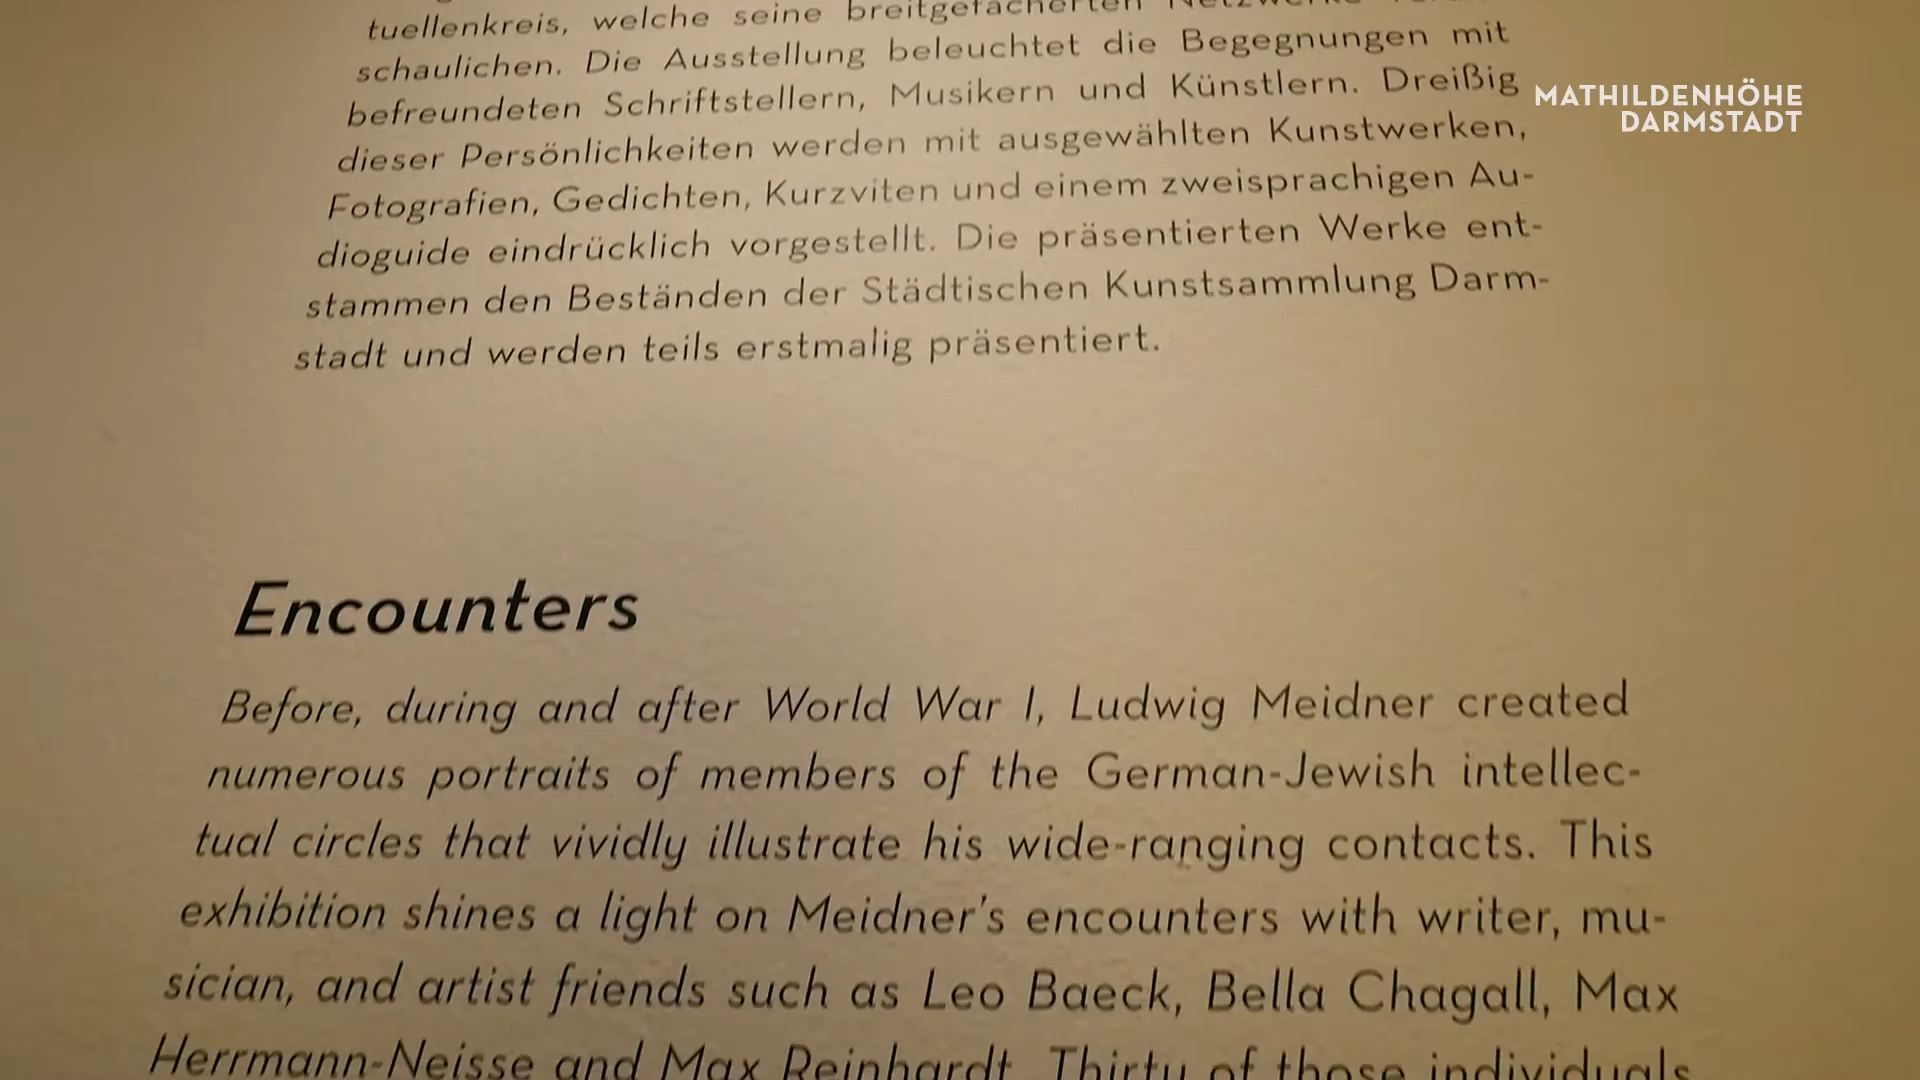 tuellenkreis, welche seine breitgefächerten Netzwerke
schaulichen. Die Ausstellung beleuchtet die Begegnungen mit
befreundeten Schriftstellern, Musikern und Künstlern. Dreißig
dieser Persönlichkeiten werden mit ausgewählten Kunstwerken,
Fotografien, Gedichten, Kurzviten und einem zweisprachigen Au-
dioguide eindrücklich vorgestellt. Die präsentierten Werke ent-
stammen den Beständen der Städtischen Kunstsammlung Darm-
stadt und werden teils erstmalig präsentiert.
MATHILDENHÖHE
DARMSTADT
Encounters
Before, during and after World War I, Ludwig Meidner created
numerous portraits of members of the German-Jewish intellec-
tual circles that vividly illustrate his wide-ranging contacts. This
exhibition shines a light on Meidner's encounters with writer, mu-
sician, and artist friends such as Leo Baeck, Bella Chagall, Max
Herrmann-Neisse and Max Reinhardt. Thirty of those individuals